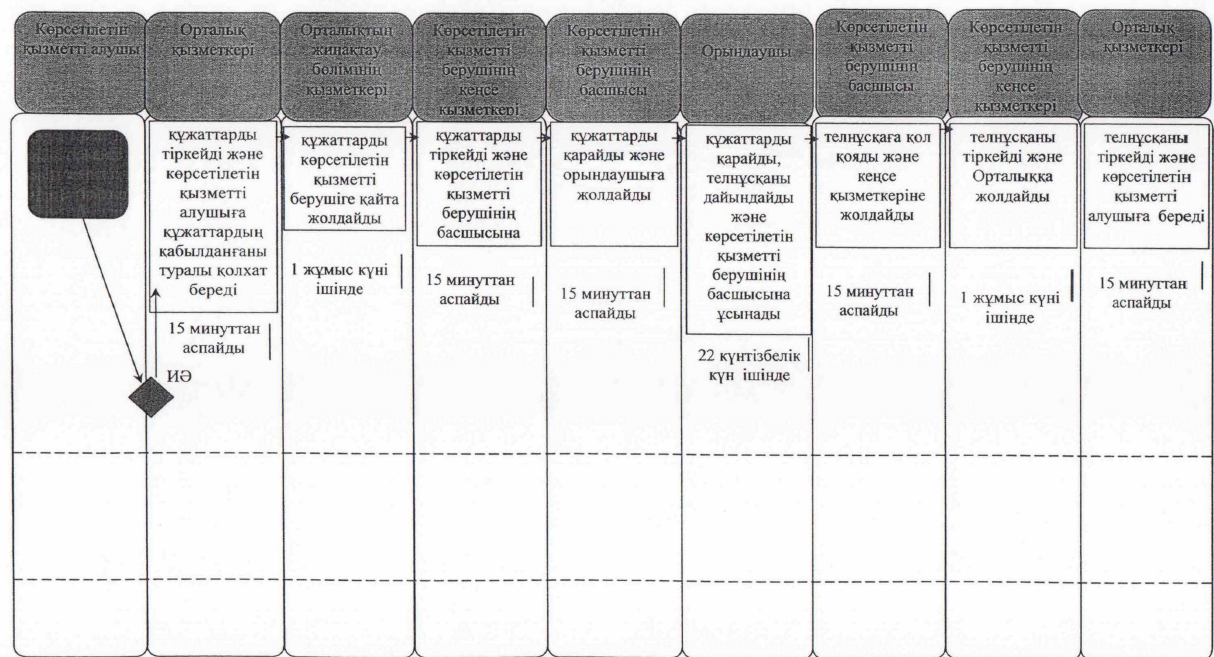 Көрсетілетін
қызметті алушы
Орталық
қызметкері
Орталықтың
жинақтау
бөлімінің
қызметкері
Көрсетілетін
қызметті
берушінің
кеңсе
қызметкері
Көрсетілетін
қызметті
берушінің
басшысы
Орындаушы
Көрсетілетін
қызметті
берушінің
басшысы
Көрсетілетін
қызметті
берушінің
кеңсе
қызметкері
Орталық
қызметкері
құжаттарды
тіркейді және
көрсетілетін
қызметті
алушыға
құжаттардың
қабылданғаны
туралы қолхат
береді
15 минуттан
аспайды
ИӘ
құжаттарды
көрсетілетін
қызметті
берушіге қайта
жолдайды
1 жұмыс күні
ішінде
құжаттарды
тіркейді және
көрсетілетін
қызметті
берушінің
басшысына
15 минуттан
аспайды
құжаттарды
қарайды және
орындаушыға
жолдайды
15 минуттан
аспайды
құжаттарды
қарайды,
телнұсқаны
дайындайды
және
көрсетілетін
қызметті
берушінің
басшысына
ұсынады
22 күнтізбелік
күн ішінде
телнұсқаға қол
қояды және
кеңсе
қызметкеріне
жолдайды
15 минуттан
аспайды
телнұсқаны
тіркейді және
Орталыққа
жолдайды
1 жұмыс күні
ішінде
телнұсқаны
тіркейді және
көрсетілетін
қызметті
алушыға береді
15 минуттан
аспайды